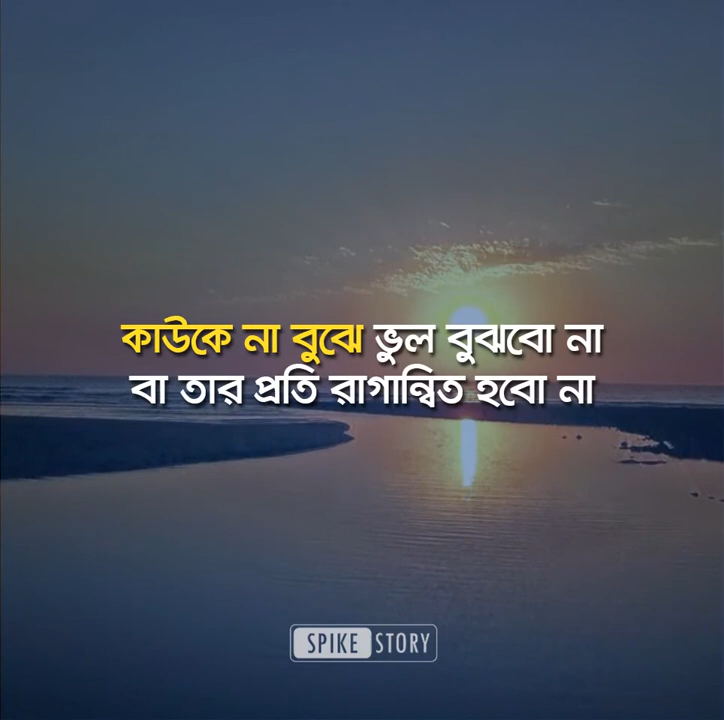 কাউকে না বুঝে ভুল বুঝবো না
বা তার প্রতি রাগান্বিত হবো না
SPIKE STORY